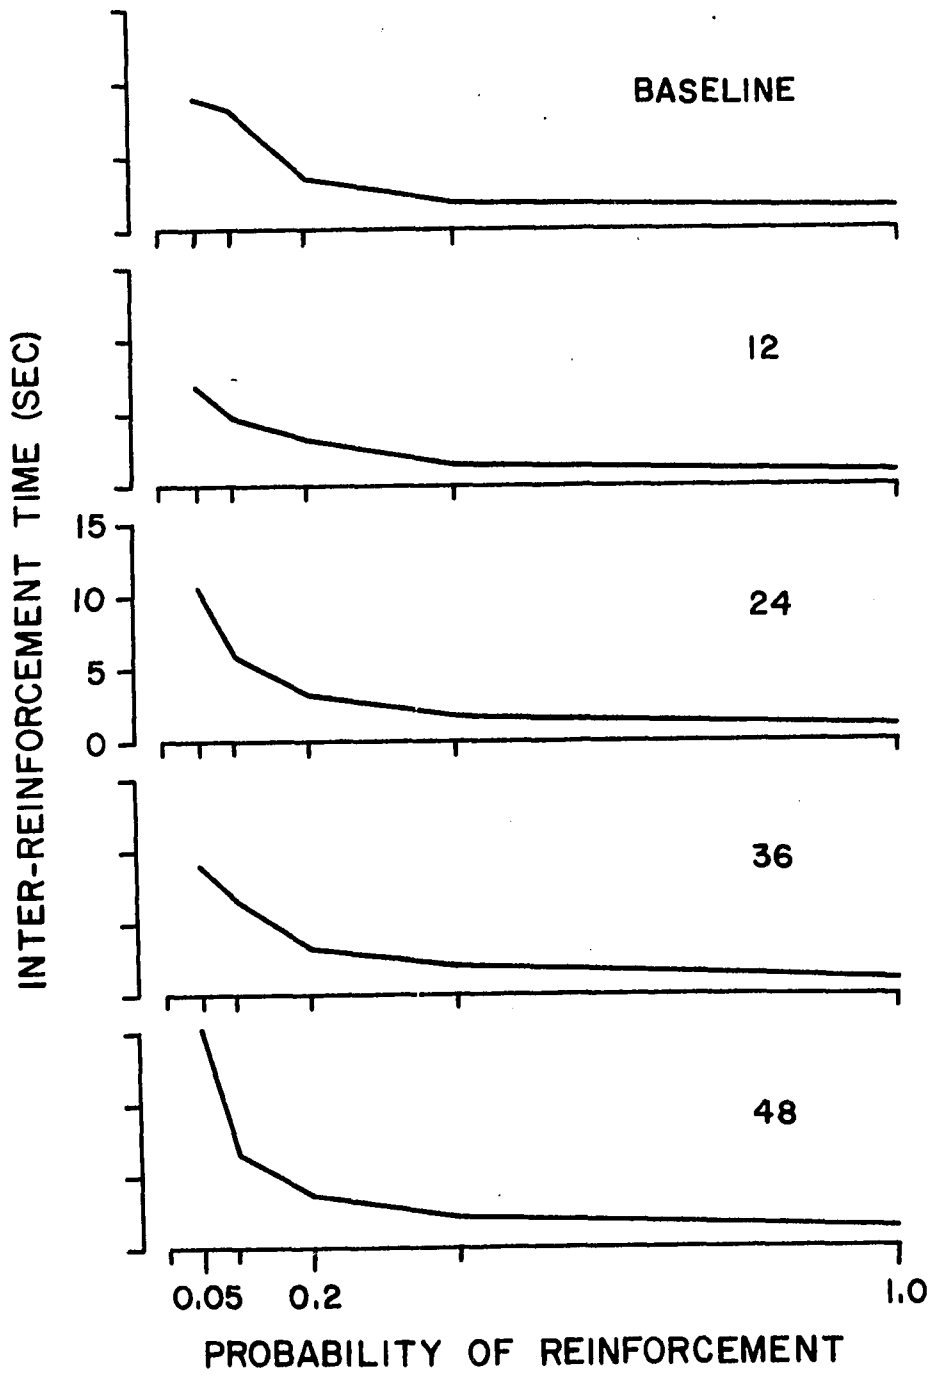 BASELINE
12
INTER-REINFORCEMENT TIME (SEC)
15
10
5
0
24
36
48
0.05 0.2 1.0
PROBABILITY OF REINFORCEMENT